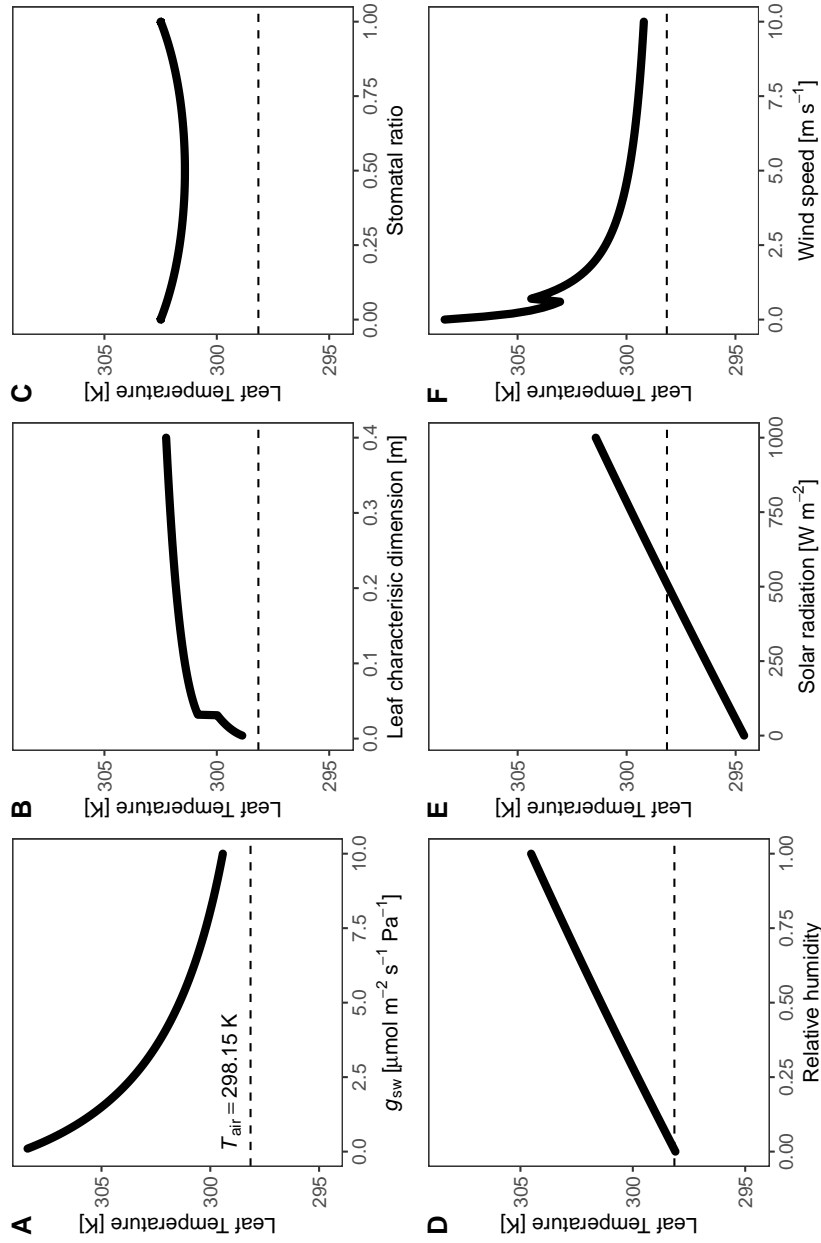 A
Leaf Temperature [K]
305
300
295
T_air = 298.15 K
0.0 2.5 5.0 7.5 10.0
g_sw [μmol m⁻² s⁻¹ Pa⁻¹]
B
Leaf Temperature [K]
305
300
295
0.0 0.1 0.2 0.3 0.4
Leaf characterisic dimension [m]
C
Leaf Temperature [K]
305
300
295
0.00 0.25 0.50 0.75 1.00
Stomatal ratio
D
Leaf Temperature [K]
305
300
295
0.00 0.25 0.50 0.75 1.00
Relative humidity
E
Leaf Temperature [K]
305
300
295
0 250 500 750 1000
Solar radiation [W m⁻²]
F
Leaf Temperature [K]
305
300
295
0.0 2.5 5.0 7.5 10.0
Wind speed [m s⁻¹]